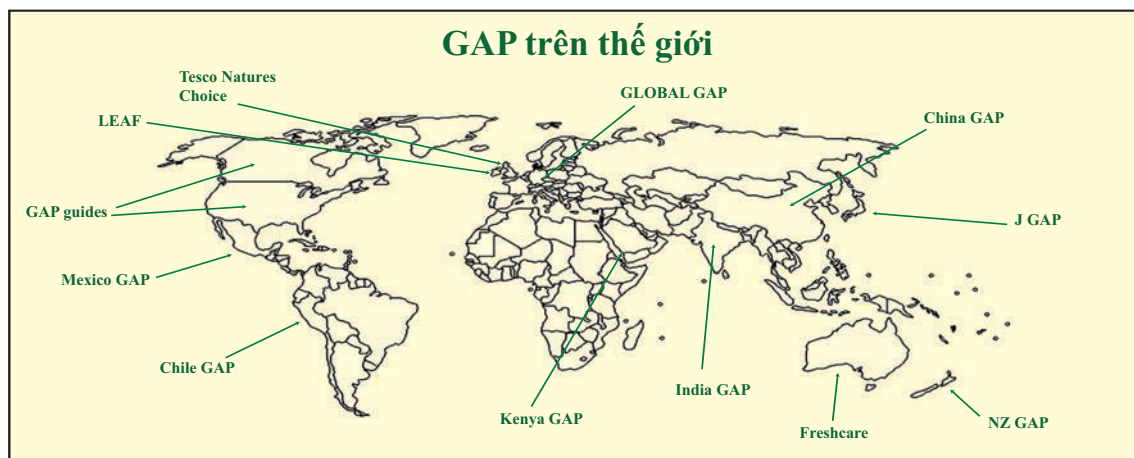 GAP trên thế giới
Tesco Natures
Choice
GLOBAL GAP
LEAF
China GAP
GAP guides
J GAP
Mexico GAP
Chile GAP
India GAP
Kenya GAP
Freshcare
NZ GAP